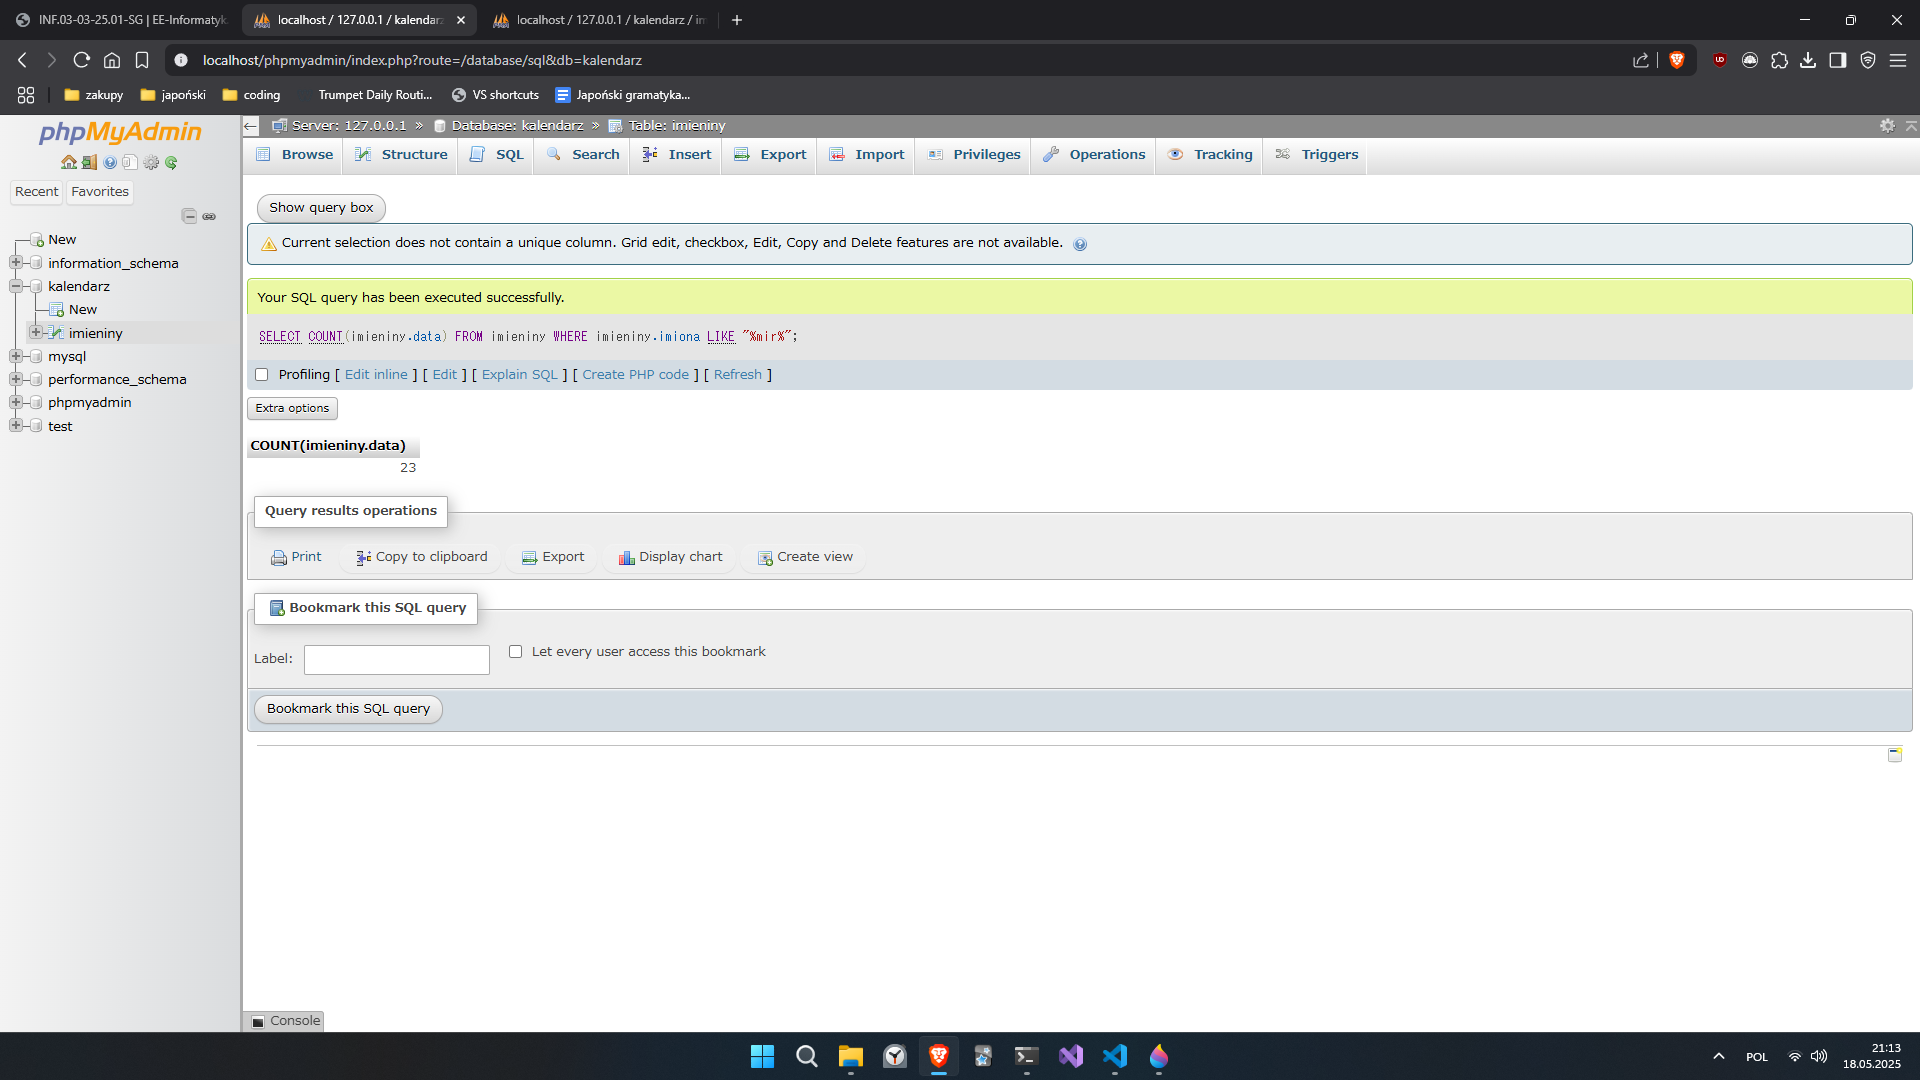 INF.03-03-25.01-SG | EE-Informatyk.
localhost / 127.0.0.1 / kalendarz
localhost / 127.0.0.1 / kalendarz / im
localhost/phpmyadmin/index.php?route=/database/sql&db=kalendarz
zakupy
japoński
coding
Trumpet Daily Routi...
VS shortcuts
Japoński gramatyka...
phpMyAdmin
Recent
Favorites
New
information_schema
kalendarz
New
imieniny
mysql
performance_schema
phpmyadmin
test
Server: 127.0.0.1 » Database: kalendarz » Table: imieniny
Browse
Structure
SQL
Search
Insert
Export
Import
Privileges
Operations
Tracking
Triggers
Show query box
Current selection does not contain a unique column. Grid edit, checkbox, Edit, Copy and Delete features are not available.
Your SQL query has been executed successfully.
SELECT COUNT(imieniny.data) FROM imieniny WHERE imieniny.imiona LIKE "%mir%";
Profiling [ Edit inline ] [ Edit ] [ Explain SQL ] [ Create PHP code ] [ Refresh ]
Extra options
COUNT(imieniny.data)
23
Query results operations
Print
Copy to clipboard
Export
Display chart
Create view
Bookmark this SQL query
Label:
Let every user access this bookmark
Bookmark this SQL query
Console
POL
21:13
18.05.2025